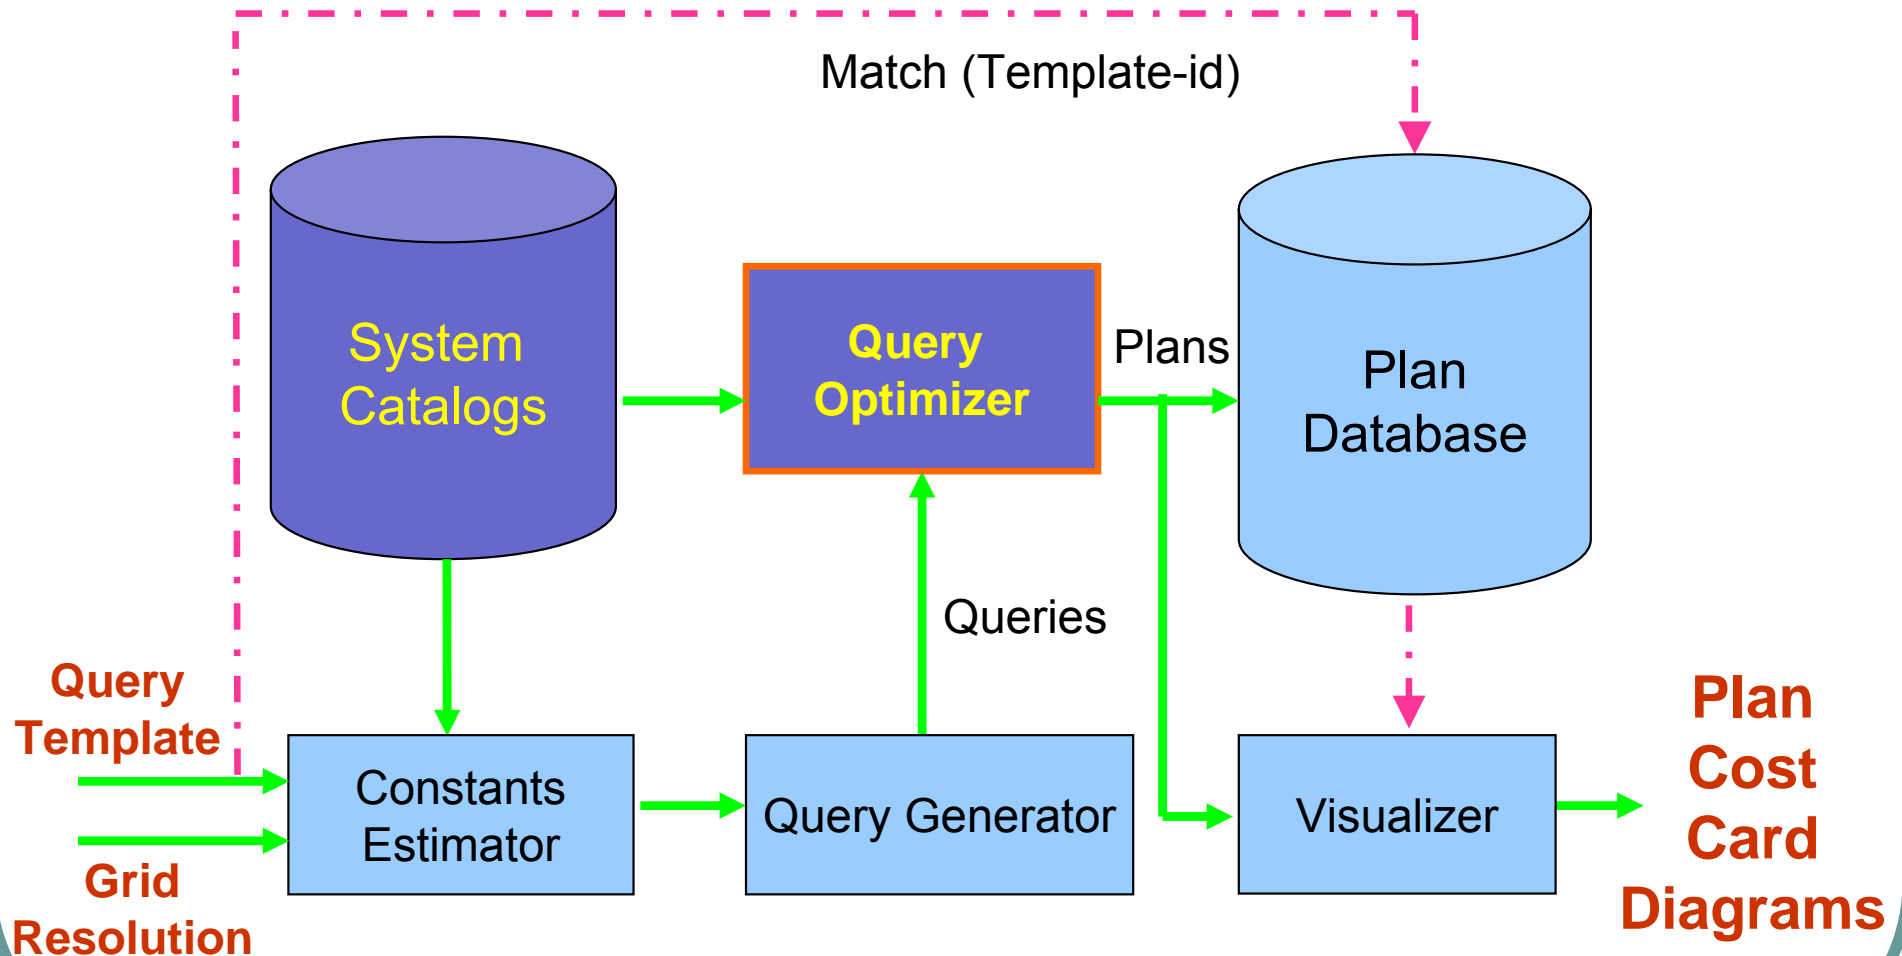 Match (Template-id)
System
Catalogs
Query
Optimizer
Plans
Plan
Database
Queries
Query
Template
Grid
Resolution
Constants
Estimator
Query Generator
Visualizer
Plan
Cost
Card
Diagrams